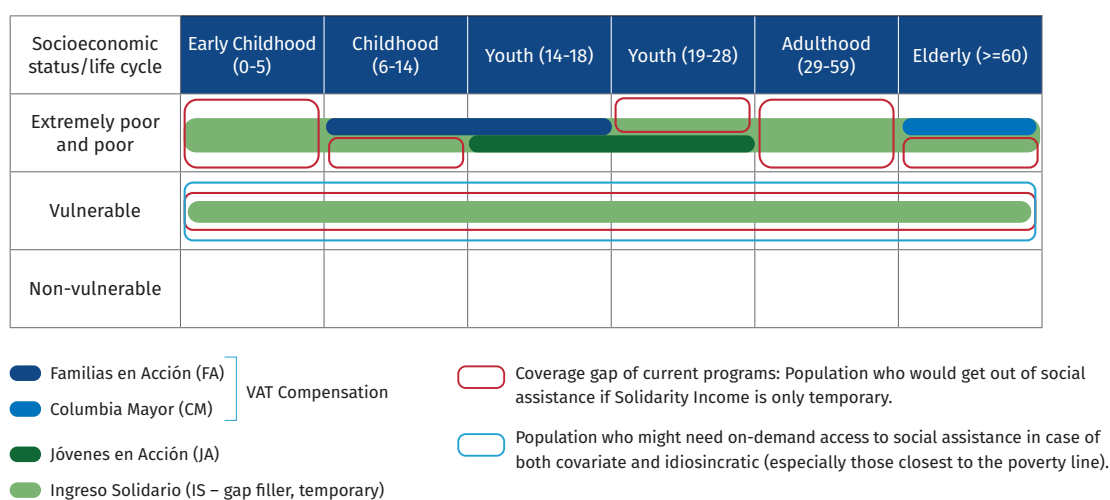 Socioeconomic
status/life cycle
Early Childhood
(0-5)
Childhood
(6-14)
Youth (14-18)
Youth (19-28)
Adulthood
(29-59)
Elderly (>=60)
Extremely poor
and poor
Vulnerable
Non-vulnerable
Familias en Acción (FA)
Columbia Mayor (CM)
VAT Compensation
Jóvenes en Acción (JA)
Ingreso Solidario (IS – gap filler, temporary)
Coverage gap of current programs: Population who would get out of social
assistance if Solidarity Income is only temporary.
Population who might need on-demand access to social assistance in case of
both covariate and idiosincratic (especially those closest to the poverty line).